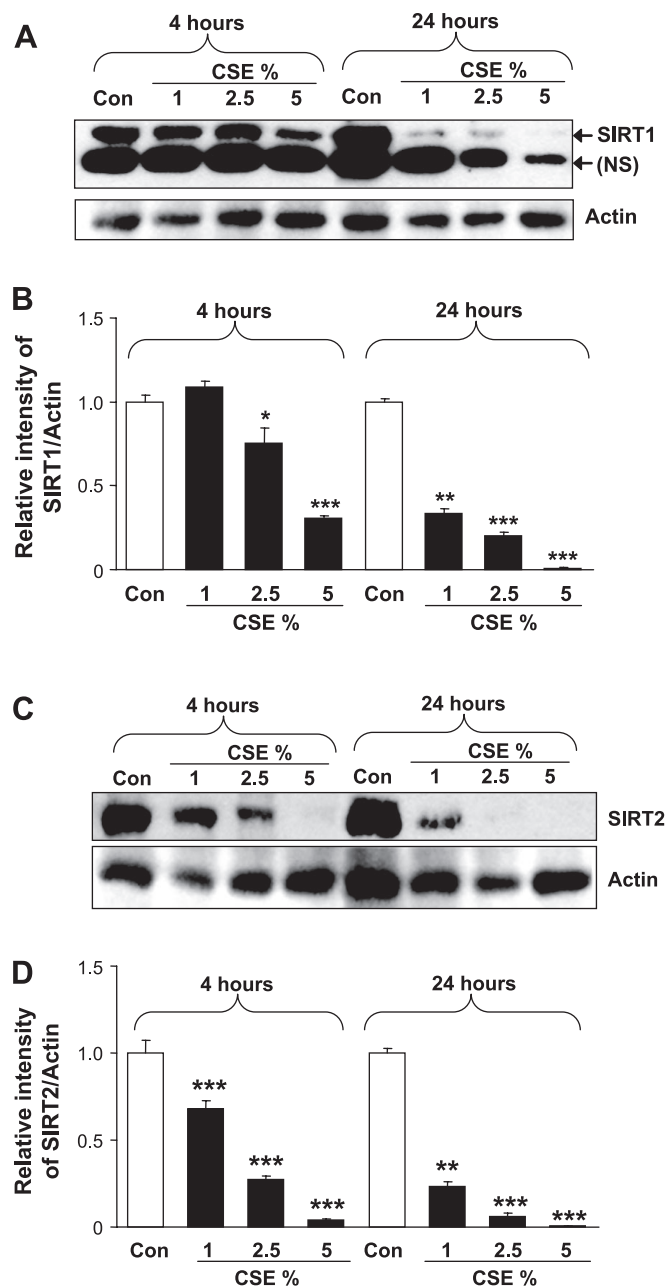 A
4 hours 24 hours
CSE % CSE %
Con 1 2.5 5 Con 1 2.5 5
SIRT1
(NS)
Actin
B
Relative intensity of
SIRT1/Actin
1.5
1.0
0.5
0
4 hours 24 hours
* *** ** *** ***
Con 1 2.5 5 Con 1 2.5 5
CSE % CSE %
C
4 hours 24 hours
CSE % CSE %
Con 1 2.5 5 Con 1 2.5 5
SIRT2
Actin
D
Relative intensity
of SIRT2/Actin
1.5
1.0
0.5
0
4 hours 24 hours
*** *** *** ** *** ***
Con 1 2.5 5 Con 1 2.5 5
CSE % CSE %